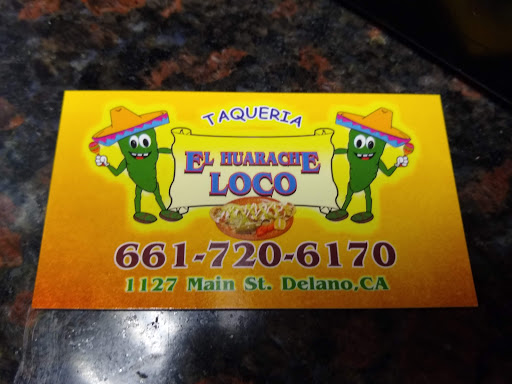 TAQUERIA
EL HUARACHE
LOCO
661-720-6170
1127 Main St. Delano,CA